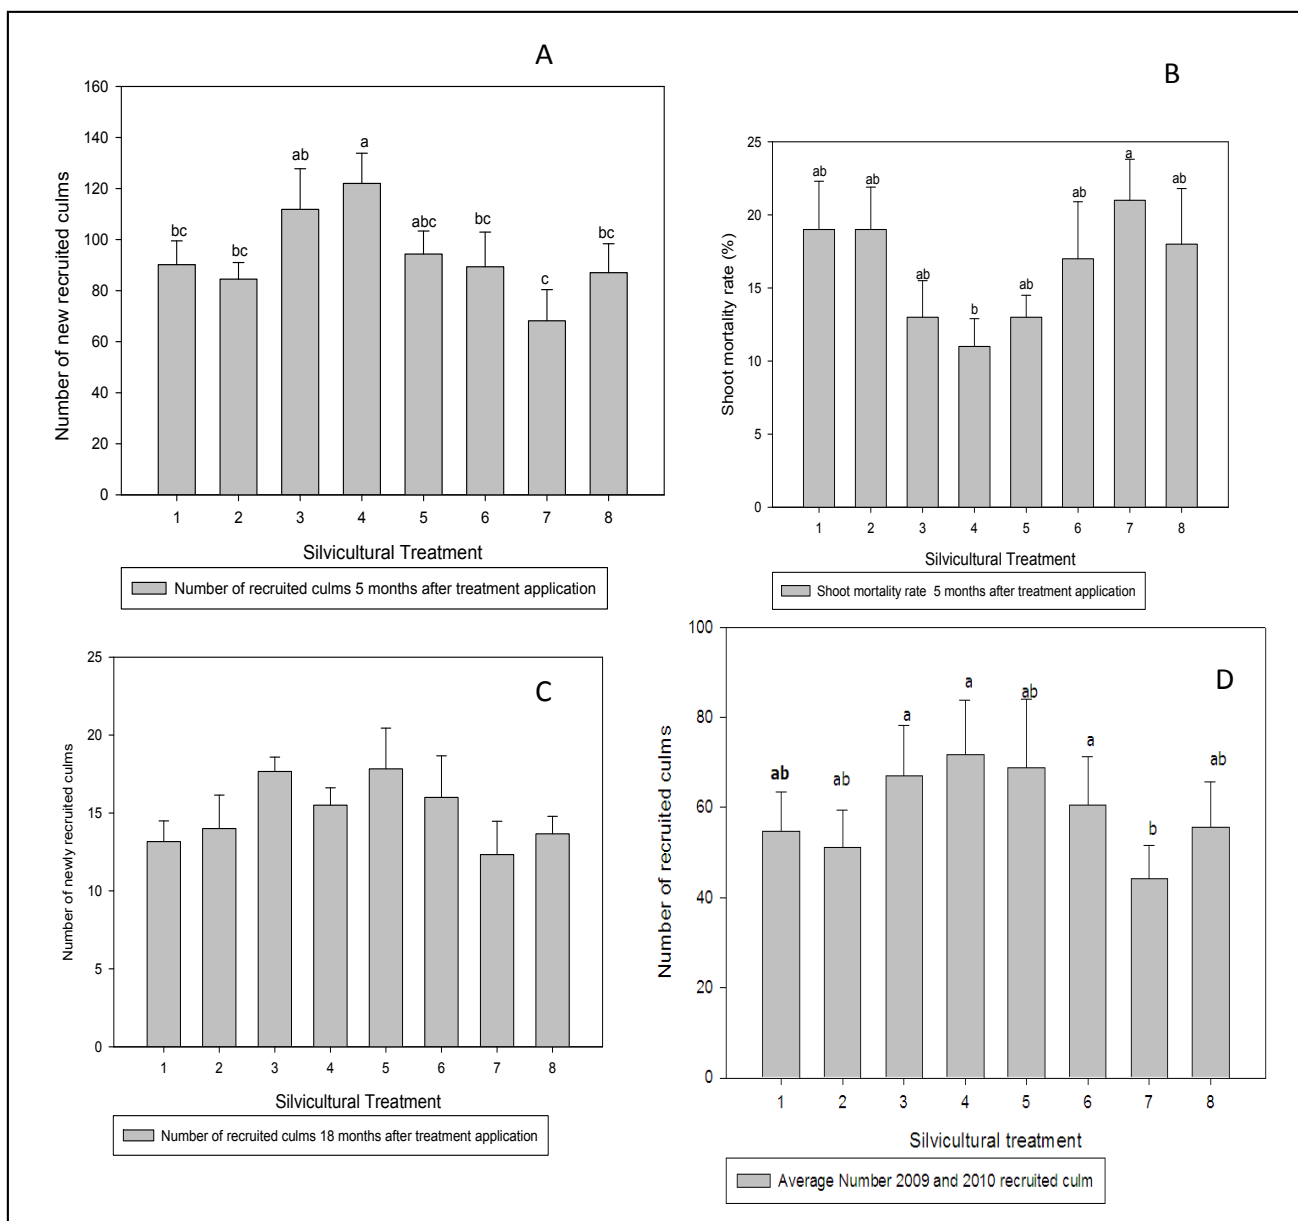 A
160
140
120
100
80
60
40
20
0
Number of new recruited culms
bc
bc
ab
a
abc
bc
c
bc
1 2 3 4 5 6 7 8
Silvicultural Treatment
Number of recruited culms 5 months after treatment application
B
25
20
15
10
5
0
Shoot mortality rate (%)
ab
ab
ab
b
ab
ab
a
ab
1 2 3 4 5 6 7 8
Silvicultural Treatment
Shoot mortality rate 5 months after treatment application
C
25
20
15
10
5
0
Number of newly recruited culms
1 2 3 4 5 6 7 8
Silvicultural Treatment
Number of recruited culms 18 months after treatment application
D
100
80
60
40
20
0
Number of recruited culms
ab
ab
a
a
ab
a
b
ab
1 2 3 4 5 6 7 8
Silvicultural treatment
Average Number 2009 and 2010 recruited culm